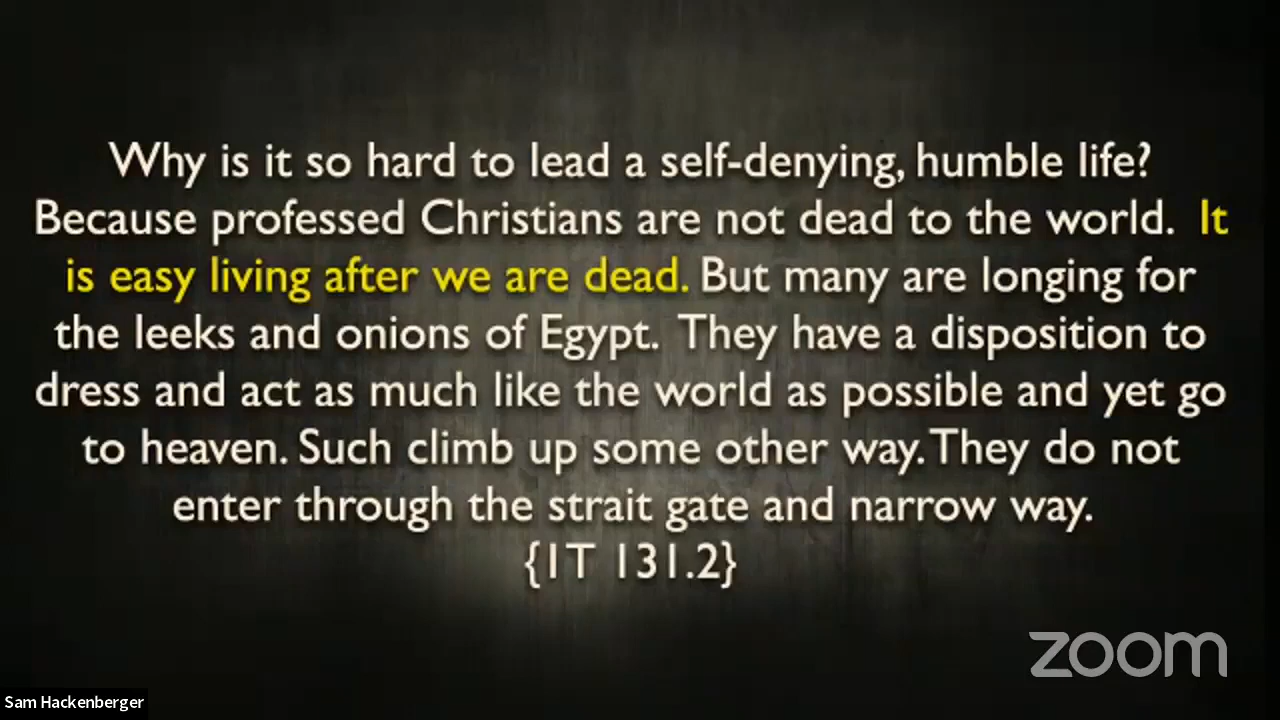 Why is it so hard to lead a self-denying, humble life?
Because professed Christians are not dead to the world. It
is easy living after we are dead. But many are longing for
the leeks and onions of Egypt. They have a disposition to
dress and act as much like the world as possible and yet go
to heaven. Such climb up some other way. They do not
enter through the strait gate and narrow way.
{1T 131.2}
zoom
Sam Hackenberger